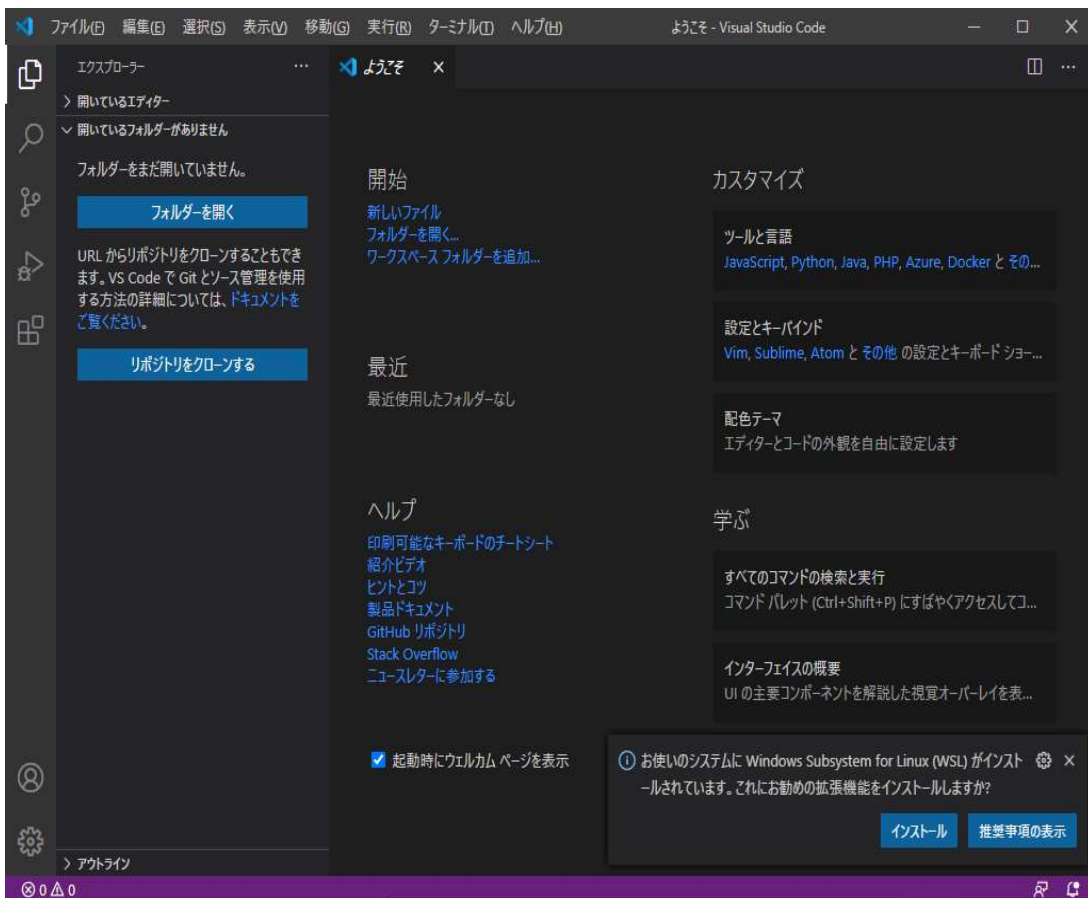 ファイル(F) 編集(E) 選択(S) 表示(V) 移動(G) 実行(R) ターミナル(T) ヘルプ(H) ようこそ - Visual Studio Code
エクスプローラー
ようこそ
開いているエディター
開いているフォルダーがありません
フォルダーをまだ開いていません。
フォルダーを開く
URL からリポジトリをクローンすることもでき
ます。VS Code で Git とソース管理を使用
する方法の詳細については、ドキュメントを
ご覧ください。
リポジトリをクローンする
アウトライン
開始
新しいファイル
フォルダーを開く...
ワークスペース フォルダーを追加...
最近
最近使用したフォルダーなし
ヘルプ
印刷可能なキーボードのチートシート
紹介ビデオ
ヒントとコツ
製品ドキュメント
GitHub リポジトリ
Stack Overflow
ニュースレターに参加する
起動時にウェルカム ページを表示
カスタマイズ
ツールと言語
JavaScript, Python, Java, PHP, Azure, Docker と その...
設定とキーバインド
Vim, Sublime, Atom と その他 の設定とキーボード ショー...
配色テーマ
エディターとコードの外観を自由に設定します
学ぶ
すべてのコマンドの検索と実行
コマンド パレット (Ctrl+Shift+P) にすばやくアクセスしてコ...
インターフェイスの概要
UI の主要コンポーネントを解説した視覚オーバーレイを表...
お使いのシステムに Windows Subsystem for Linux (WSL) がインスト
ールされています。これにお勧めの拡張機能をインストールしますか?
インストール 推奨事項の表示
0 0